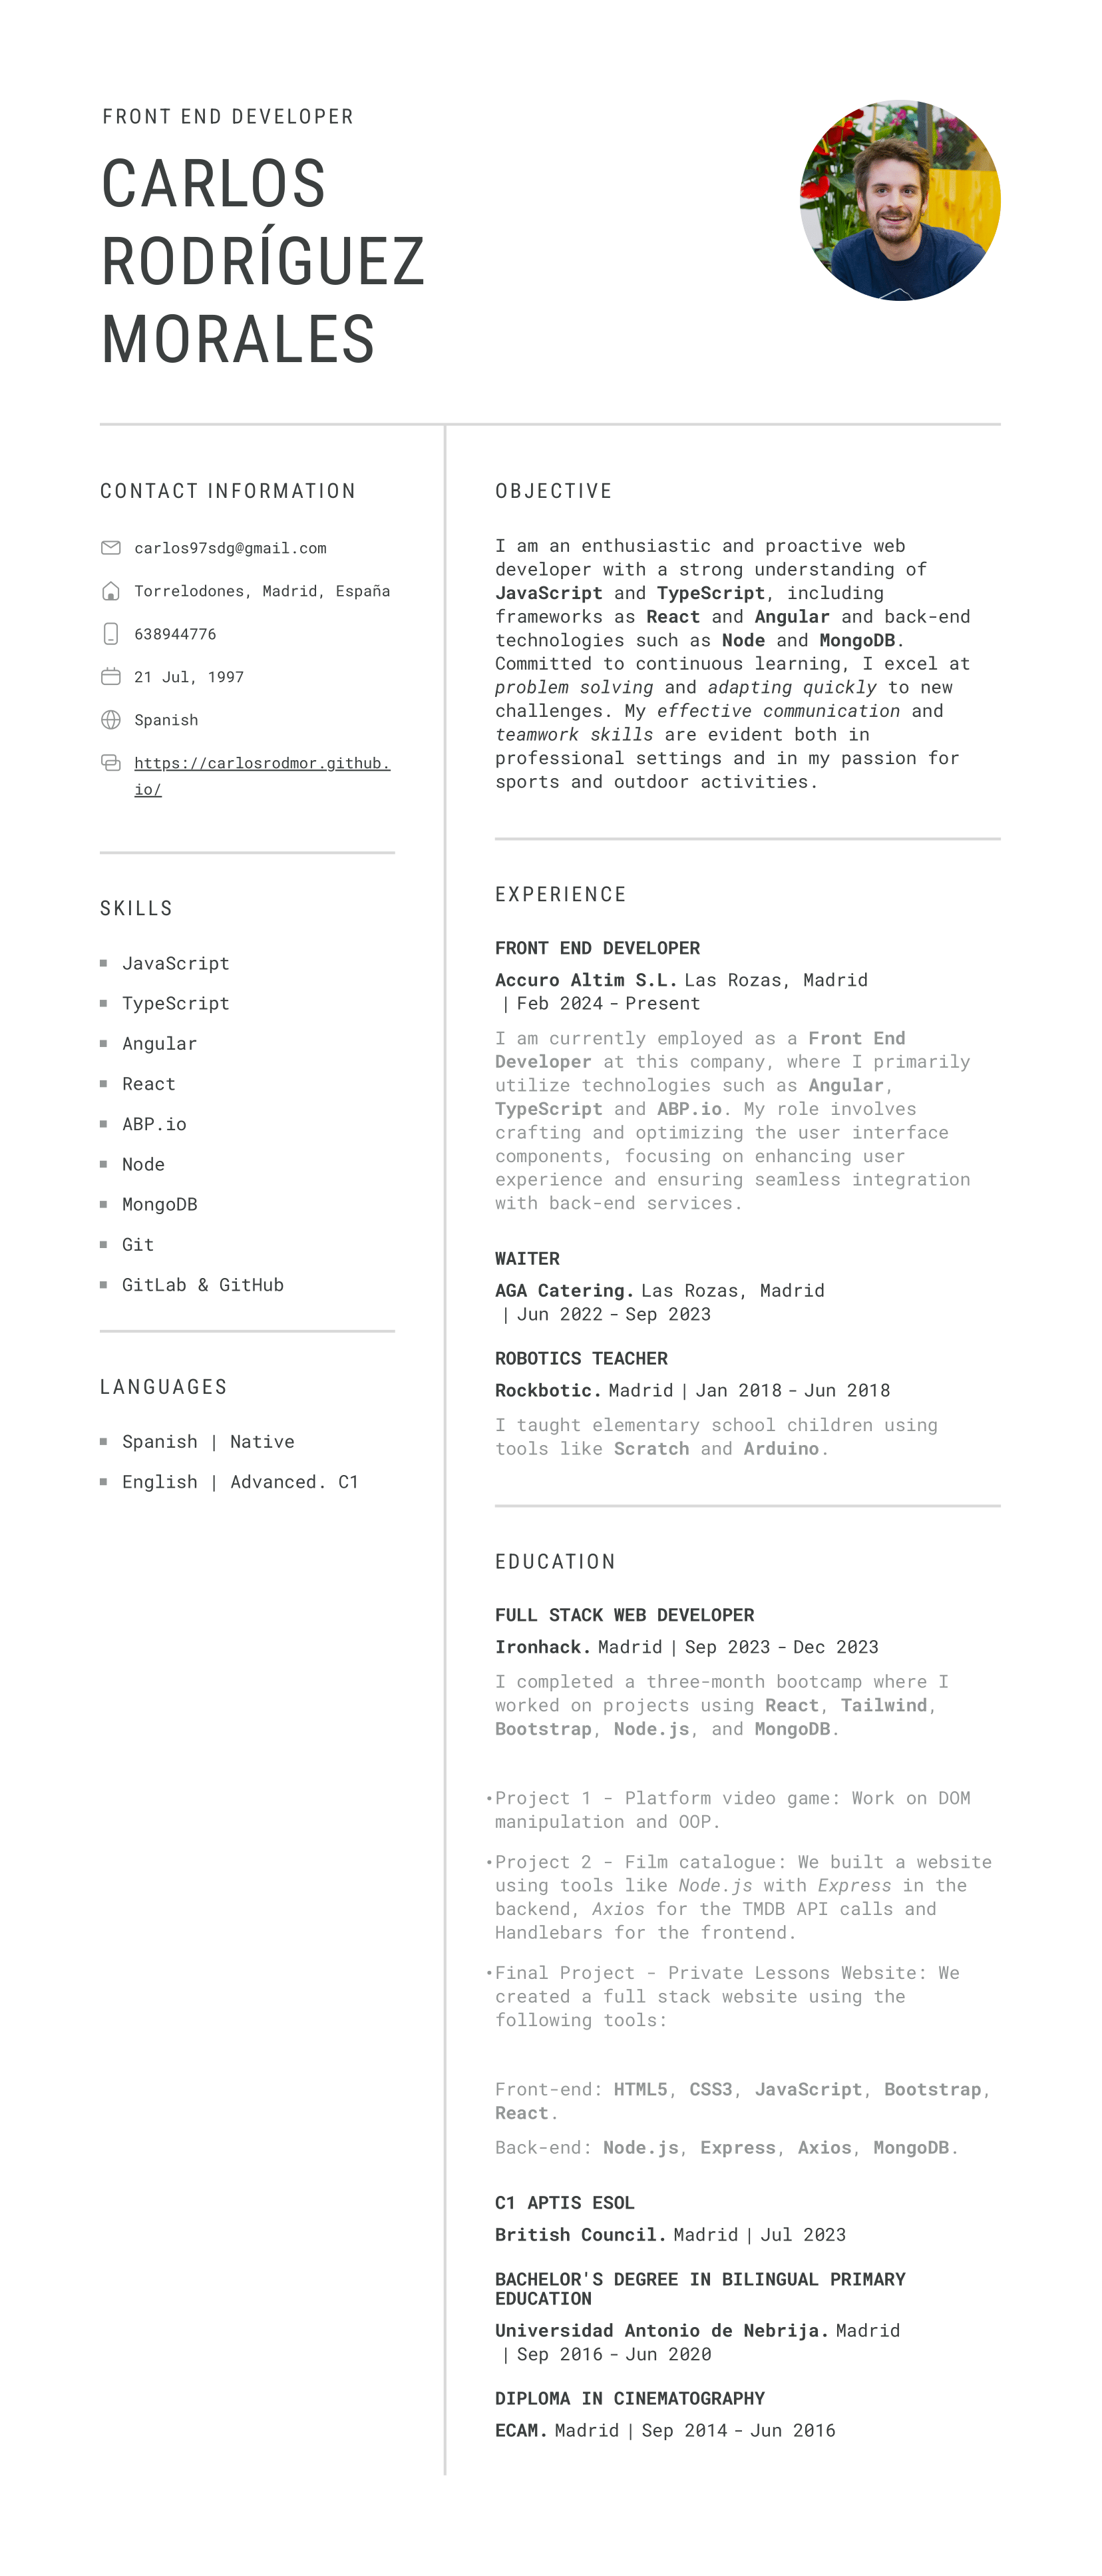 FRONT END DEVELOPER
CARLOS
RODRÍGUEZ
MORALES
CONTACT INFORMATION
carlos97sdg@gmail.com
Torrelodones, Madrid, España
638944776
21 Jul, 1997
Spanish
https://carlosrodmor.github.
io/
SKILLS
JavaScript
TypeScript
Angular
React
ABP.io
Node
MongoDB
Git
GitLab & GitHub
LANGUAGES
Spanish | Native
English | Advanced. C1
OBJECTIVE
I am an enthusiastic and proactive web
developer with a strong understanding of
JavaScript and TypeScript, including
frameworks as React and Angular and back-end
technologies such as Node and MongoDB.
Committed to continuous learning, I excel at
problem solving and adapting quickly to new
challenges. My effective communication and
teamwork skills are evident both in
professional settings and in my passion for
sports and outdoor activities.
EXPERIENCE
FRONT END DEVELOPER
Accuro Altim S.L. Las Rozas, Madrid
| Feb 2024 - Present
I am currently employed as a Front End
Developer at this company, where I primarily
utilize technologies such as Angular,
TypeScript and ABP.io. My role involves
crafting and optimizing the user interface
components, focusing on enhancing user
experience and ensuring seamless integration
with back-end services.
WAITER
AGA Catering. Las Rozas, Madrid
| Jun 2022 - Sep 2023
ROBOTICS TEACHER
Rockbotic. Madrid | Jan 2018 - Jun 2018
I taught elementary school children using
tools like Scratch and Arduino.
EDUCATION
FULL STACK WEB DEVELOPER
Ironhack. Madrid | Sep 2023 - Dec 2023
I completed a three-month bootcamp where I
worked on projects using React, Tailwind,
Bootstrap, Node.js, and MongoDB.
•Project 1 - Platform video game: Work on DOM
manipulation and OOP.
•Project 2 - Film catalogue: We built a website
using tools like Node.js with Express in the
backend, Axios for the TMDB API calls and
Handlebars for the frontend.
•Final Project - Private Lessons Website: We
created a full stack website using the
following tools:
Front-end: HTML5, CSS3, JavaScript, Bootstrap,
React.
Back-end: Node.js, Express, Axios, MongoDB.
C1 APTIS ESOL
British Council. Madrid | Jul 2023
BACHELOR'S DEGREE IN BILINGUAL PRIMARY
EDUCATION
Universidad Antonio de Nebrija. Madrid
| Sep 2016 - Jun 2020
DIPLOMA IN CINEMATOGRAPHY
ECAM. Madrid | Sep 2014 - Jun 2016